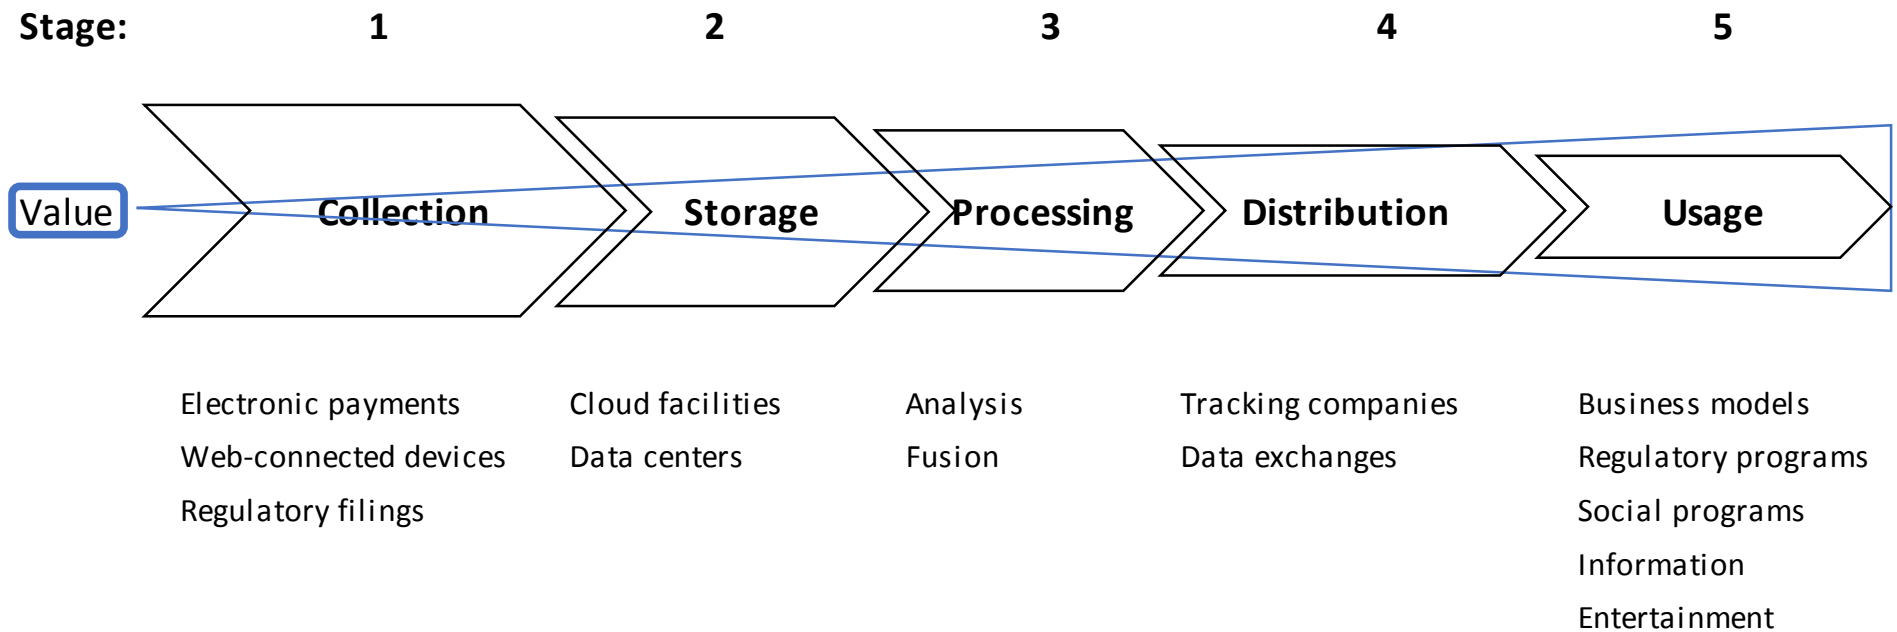 Stage: 1 2 3 4 5
Value Collection Storage Processing Distribution Usage
Electronic payments Cloud facilities Analysis Tracking companies Business models
Web-connected devices Data centers Fusion Data exchanges Regulatory programs
Regulatory filings Social programs
Information
Entertainment